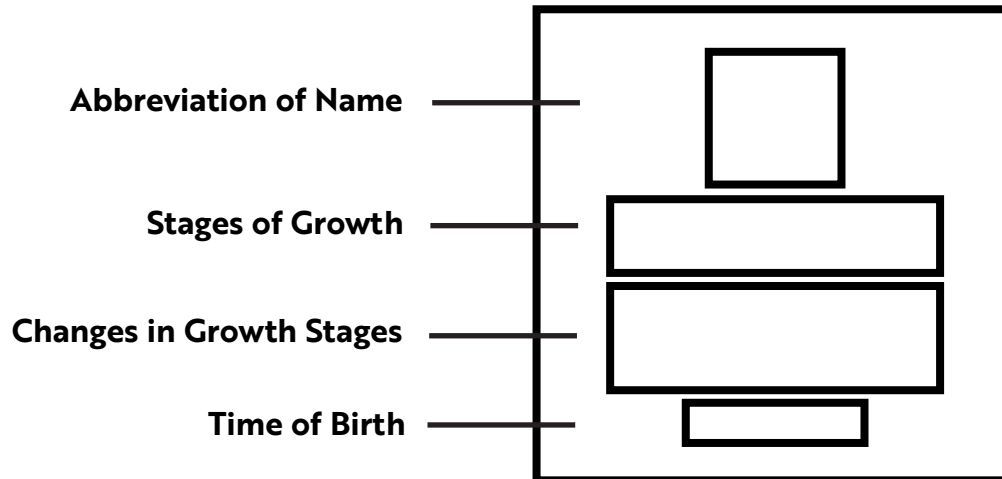 Abbreviation of Name
Stages of Growth
Changes in Growth Stages
Time of Birth